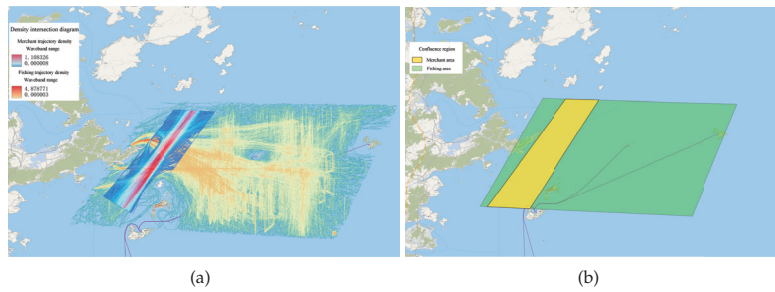 Density intersection diagram
Merchant trajectory density
Waveband range
1,108326
0,000008
Fishing trajectory density
Waveband range
4,878771
0,000003
Confluence region
Merchant area
Fishing area
(a)
(b)